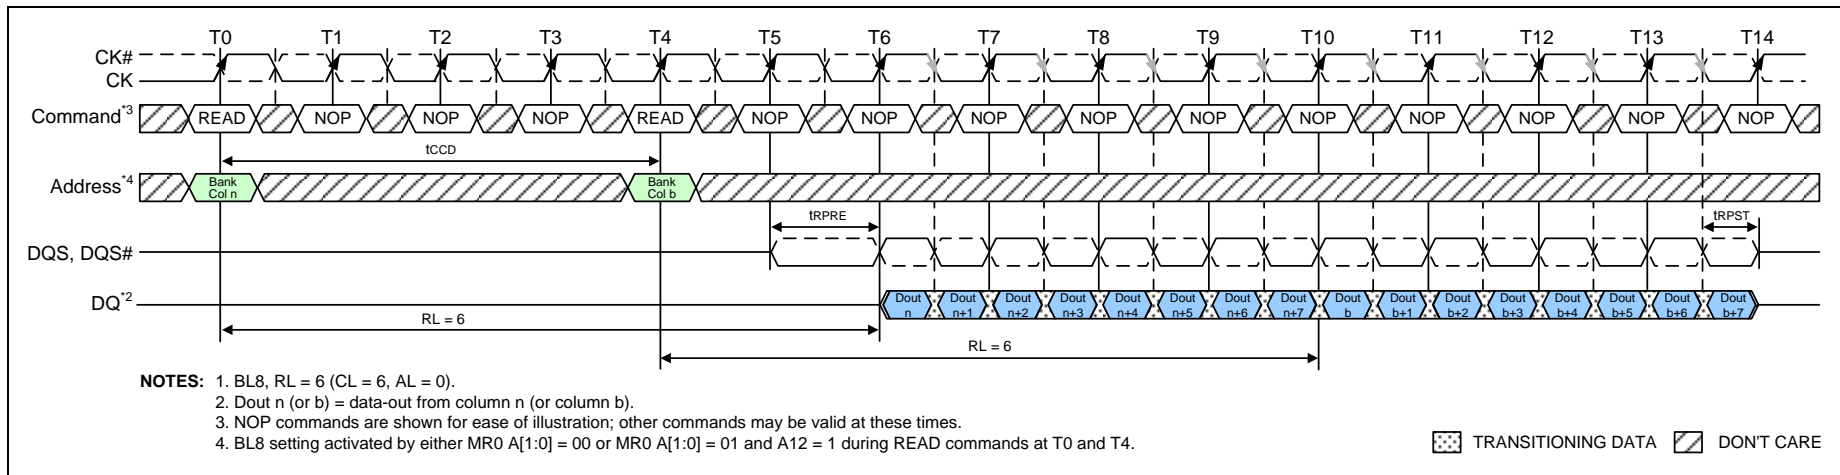 T0 T1 T2 T3 T4 T5 T6 T7 T8 T9 T10 T11 T12 T13 T14
CK#
CK
Command*3 READ NOP NOP NOP READ NOP NOP NOP NOP NOP NOP NOP NOP NOP NOP
tCCD
Address*4 Bank Col n Bank Col b
tRPRE tRPST
DQS, DQS#
DQ*2 Dout n Dout n+1 Dout n+2 Dout n+3 Dout n+4 Dout n+5 Dout n+6 Dout n+7 Dout b Dout b+1 Dout b+2 Dout b+3 Dout b+4 Dout b+5 Dout b+6 Dout b+7
RL = 6
RL = 6
NOTES: 1. BL8, RL = 6 (CL = 6, AL = 0).
2. Dout n (or b) = data-out from column n (or column b).
3. NOP commands are shown for ease of illustration; other commands may be valid at these times.
4. BL8 setting activated by either MR0 A[1:0] = 00 or MR0 A[1:0] = 01 and A12 = 1 during READ commands at T0 and T4.
TRANSITIONING DATA DON'T CARE